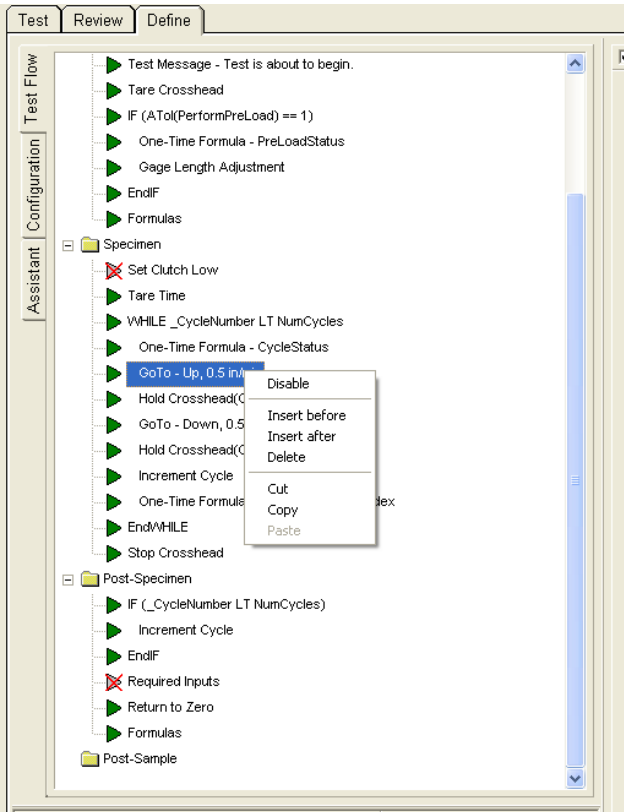 Test Review Define
Test Flow
Configuration
Assistant
Test Message - Test is about to begin.
Tare Crosshead
IF (ATol(PerformPreLoad) == 1)
One-Time Formula - PreLoadStatus
Gage Length Adjustment
EndIF
Formulas
Specimen
Set Clutch Low
Tare Time
WHILE _CycleNumber LT NumCycles
One-Time Formula - CycleStatus
GoTo - Up, 0.5
Hold Crosshead(
GoTo - Down, 0.5
Hold Crosshead(
Increment Cycle
One-Time Formula dex
EndWHILE
Stop Crosshead
Disable
Insert before
Insert after
Delete
Cut
Copy
Paste
Post-Specimen
IF (_CycleNumber LT NumCycles)
Increment Cycle
EndIF
Required Inputs
Return to Zero
Formulas
Post-Sample